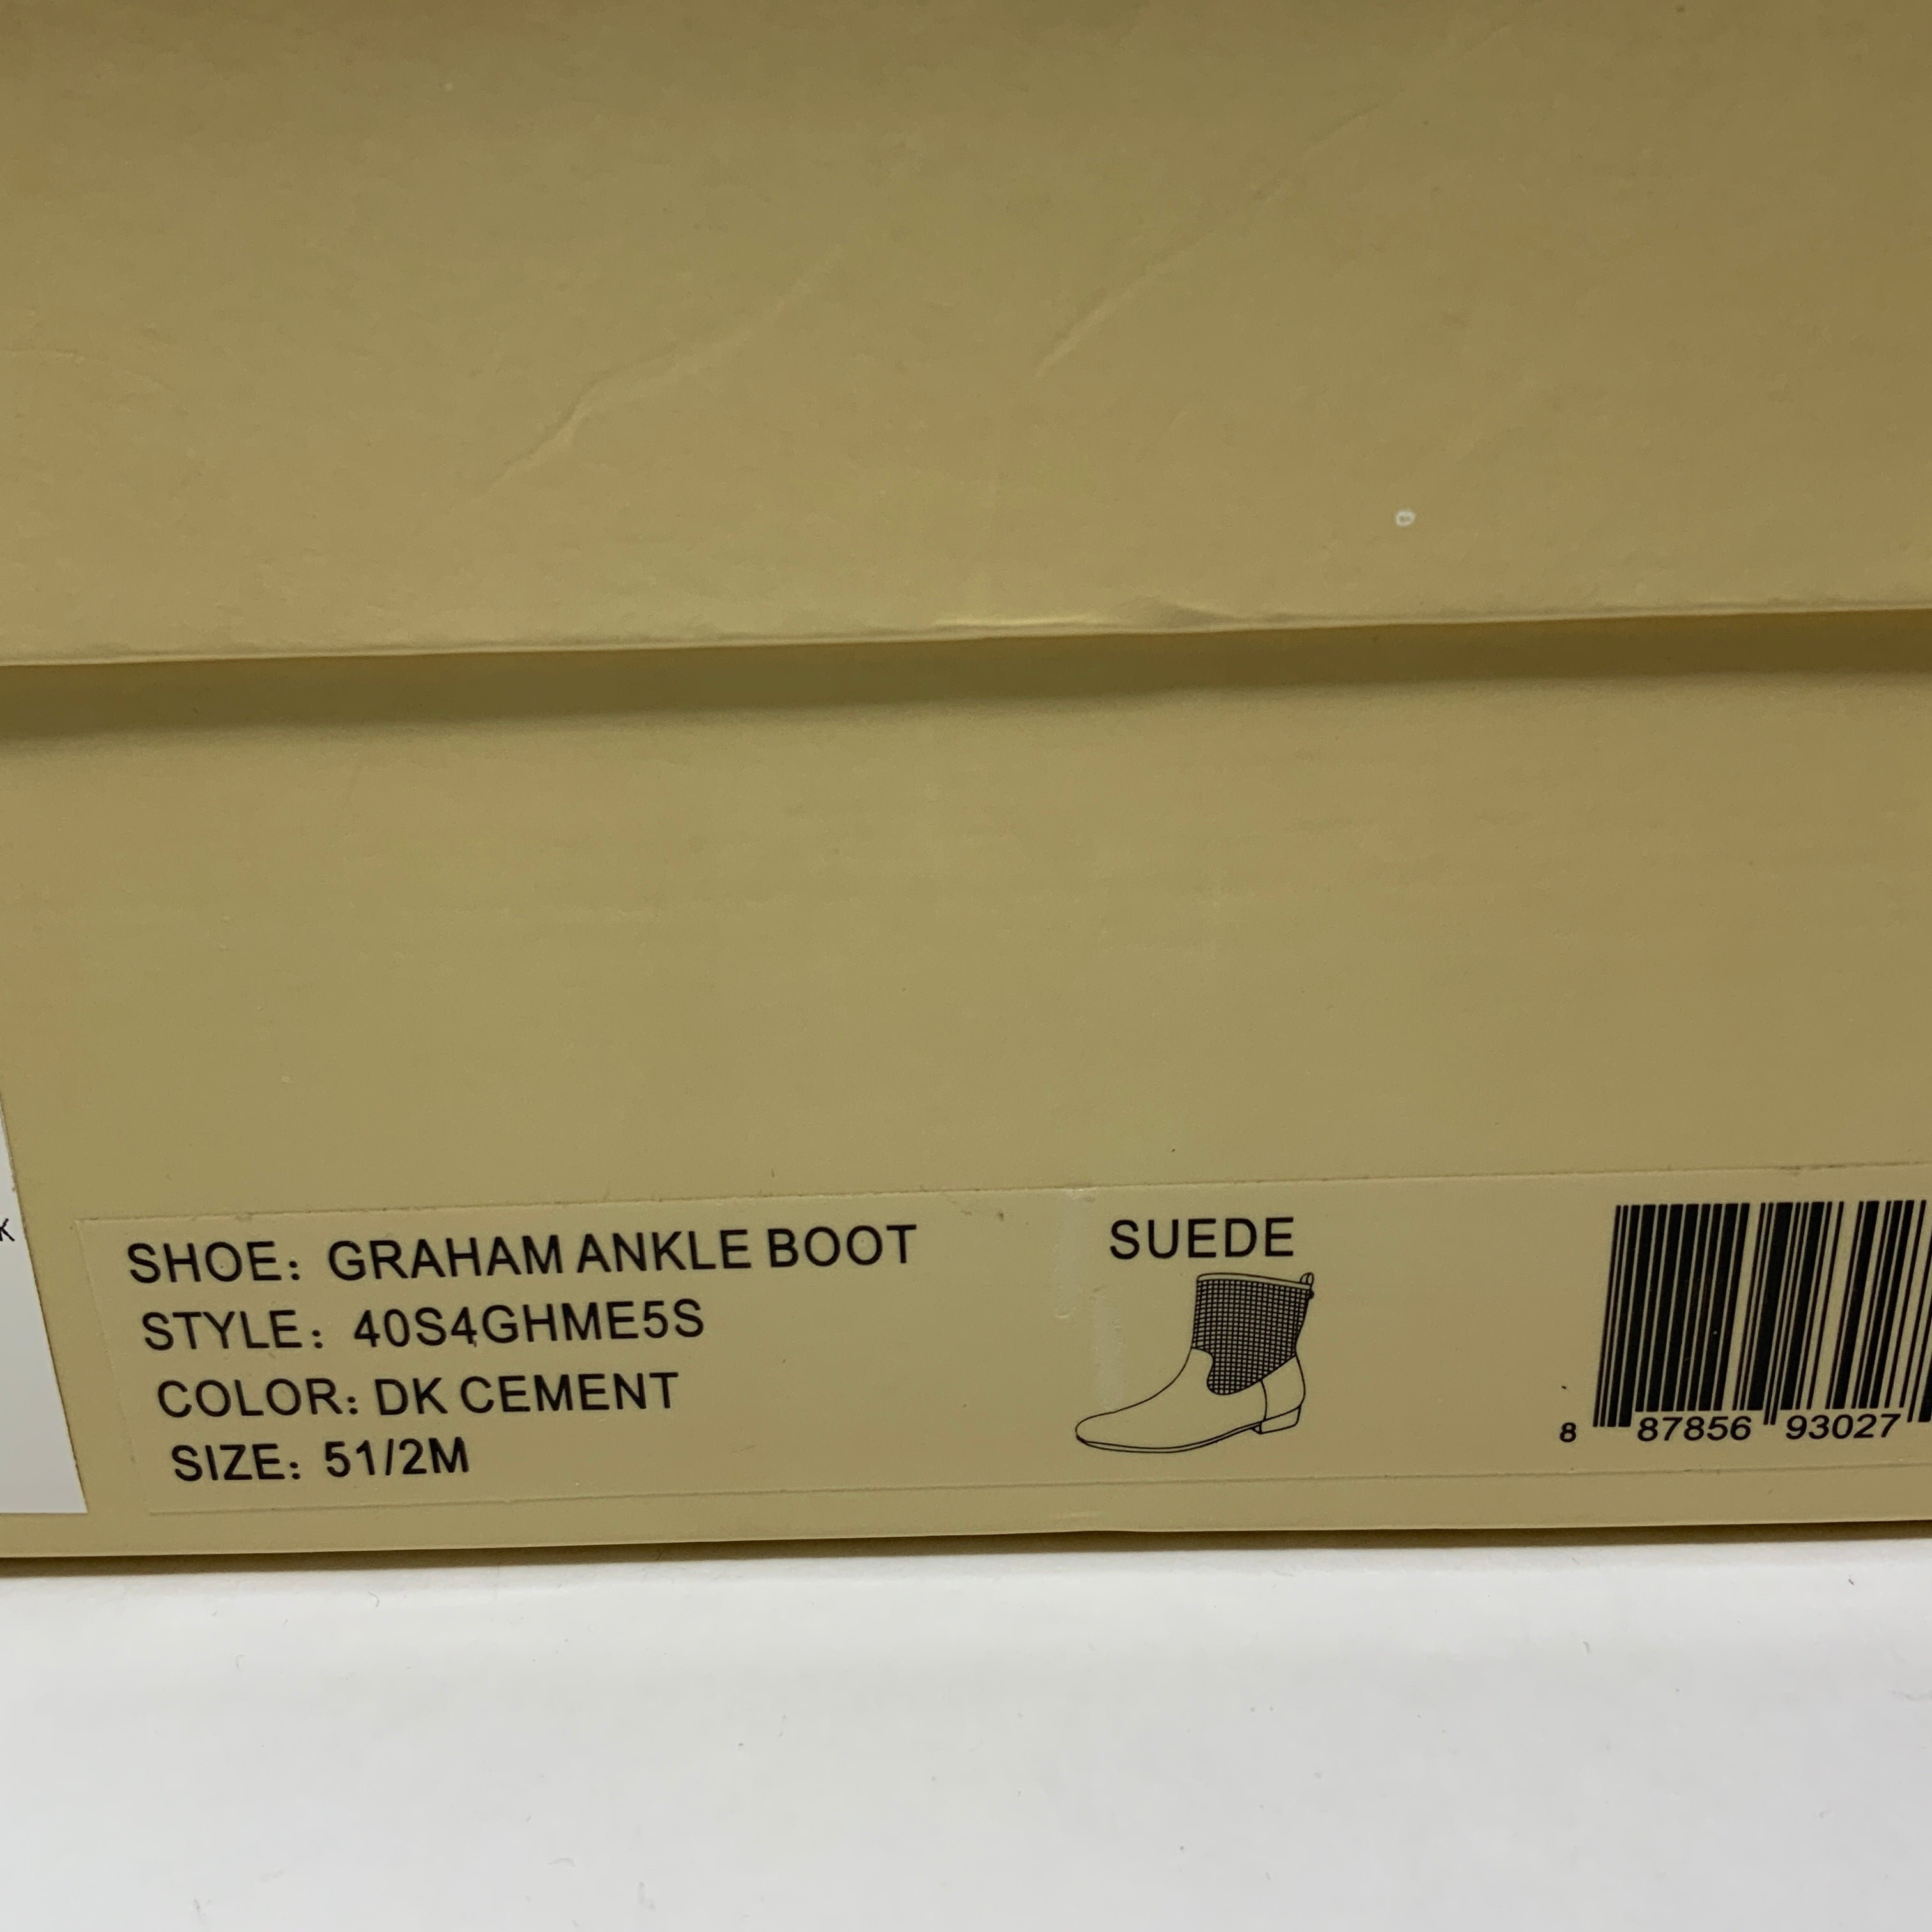 SHOE: GRAHAM ANKLE BOOT
STYLE: 40S4GHME5S
COLOR: DK CEMENT
SIZE: 51/2M
SUEDE
8 87856 93027
K